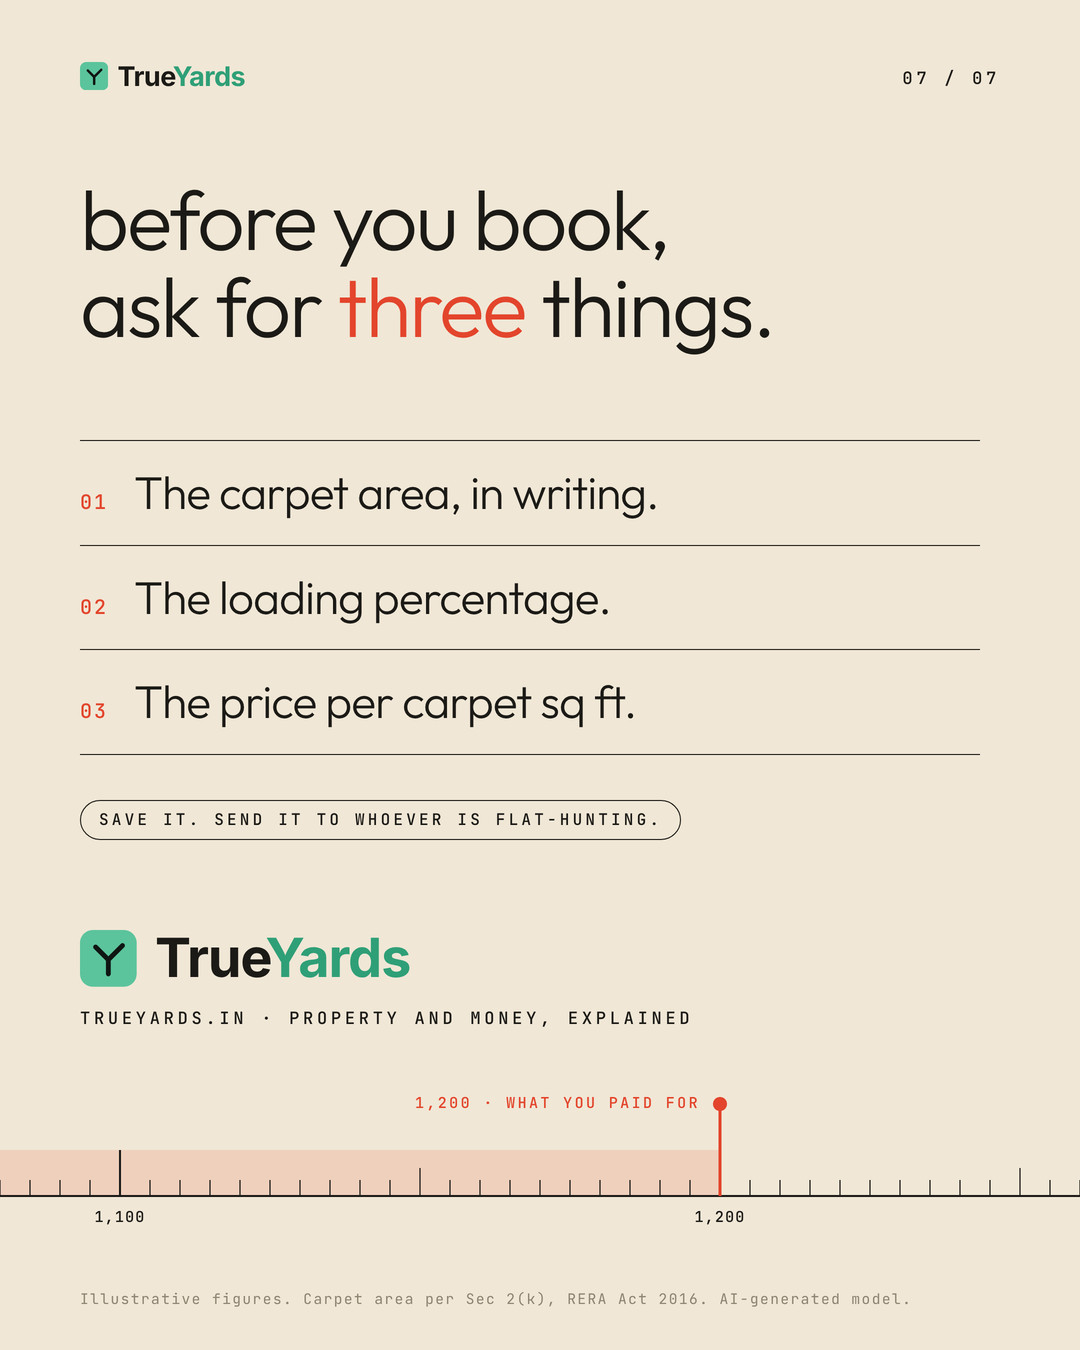 TrueYards
07 / 07
before you book,
ask for three things.
01 The carpet area, in writing.
02 The loading percentage.
03 The price per carpet sq ft.
SAVE IT. SEND IT TO WHOEVER IS FLAT-HUNTING.
TrueYards
TRUEYARDS.IN · PROPERTY AND MONEY, EXPLAINED
1,200 · WHAT YOU PAID FOR
1,100
1,200
Illustrative figures. Carpet area per Sec 2(k), RERA Act 2016. AI-generated model.